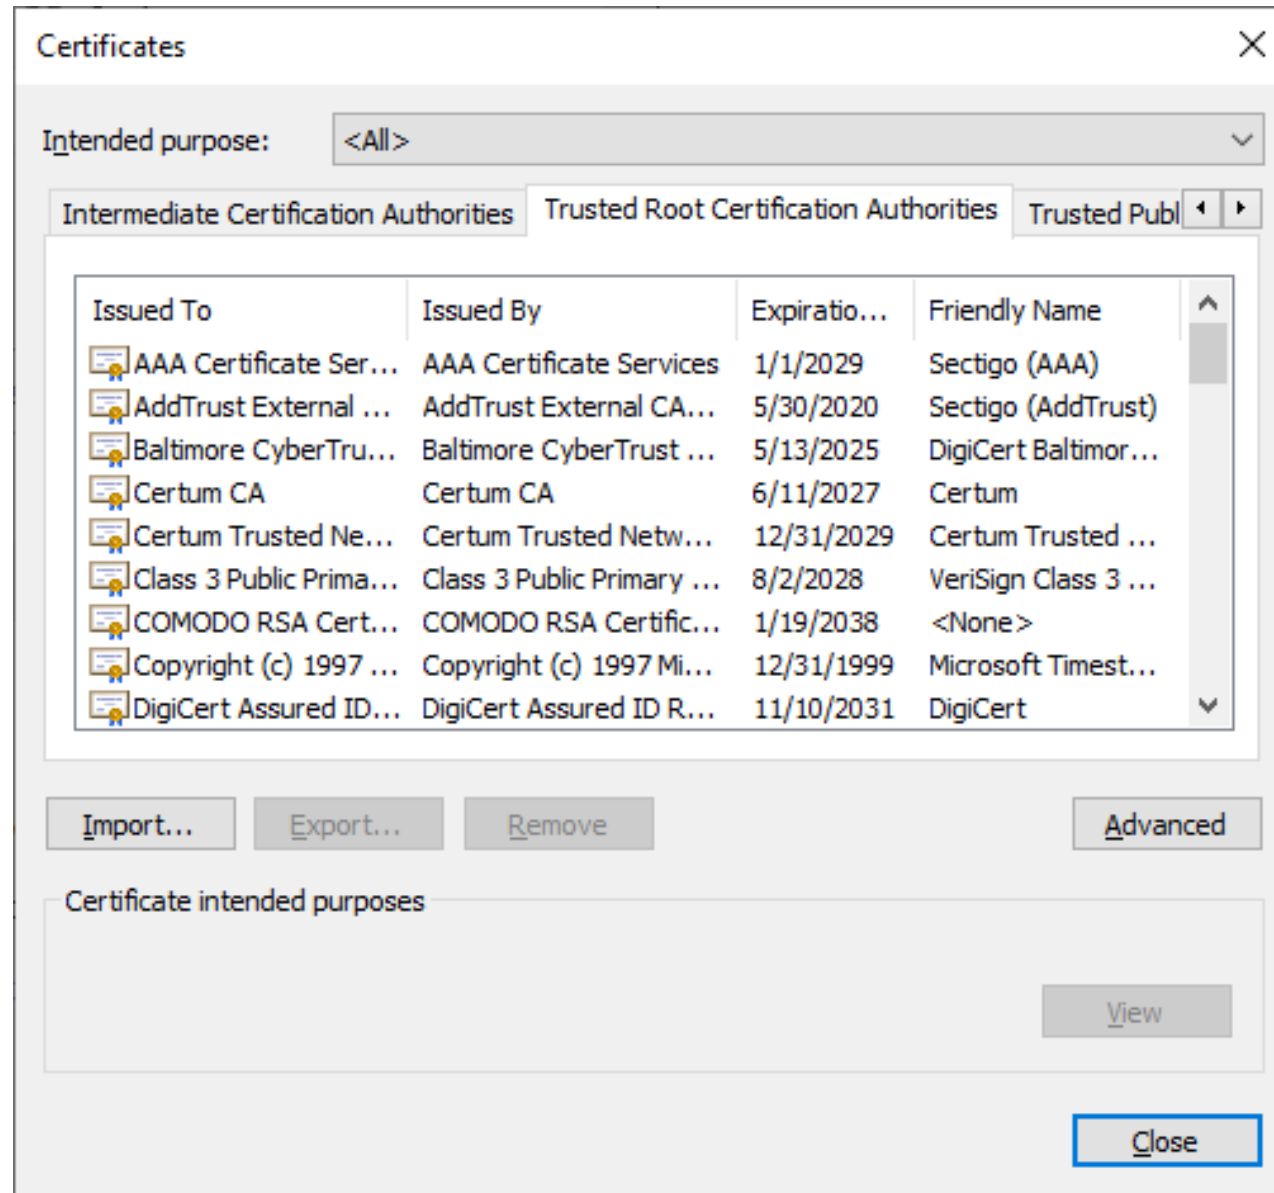 Certificates
Intended purpose: <All>
Intermediate Certification Authorities Trusted Root Certification Authorities Trusted Publ
Issued To Issued By Expiratio... Friendly Name
AAA Certificate Ser... AAA Certificate Services 1/1/2029 Sectigo (AAA)
AddTrust External ... AddTrust External CA... 5/30/2020 Sectigo (AddTrust)
Baltimore CyberTru... Baltimore CyberTrust ... 5/13/2025 DigiCert Baltimor...
Certum CA Certum CA 6/11/2027 Certum
Certum Trusted Ne... Certum Trusted Netw... 12/31/2029 Certum Trusted ...
Class 3 Public Prima... Class 3 Public Primary ... 8/2/2028 VeriSign Class 3 ...
COMODO RSA Cert... COMODO RSA Certific... 1/19/2038 <None>
Copyright (c) 1997 ... Copyright (c) 1997 Mi... 12/31/1999 Microsoft Timest...
DigiCert Assured ID... DigiCert Assured ID R... 11/10/2031 DigiCert
Import... Export... Remove Advanced
Certificate intended purposes
View
Close